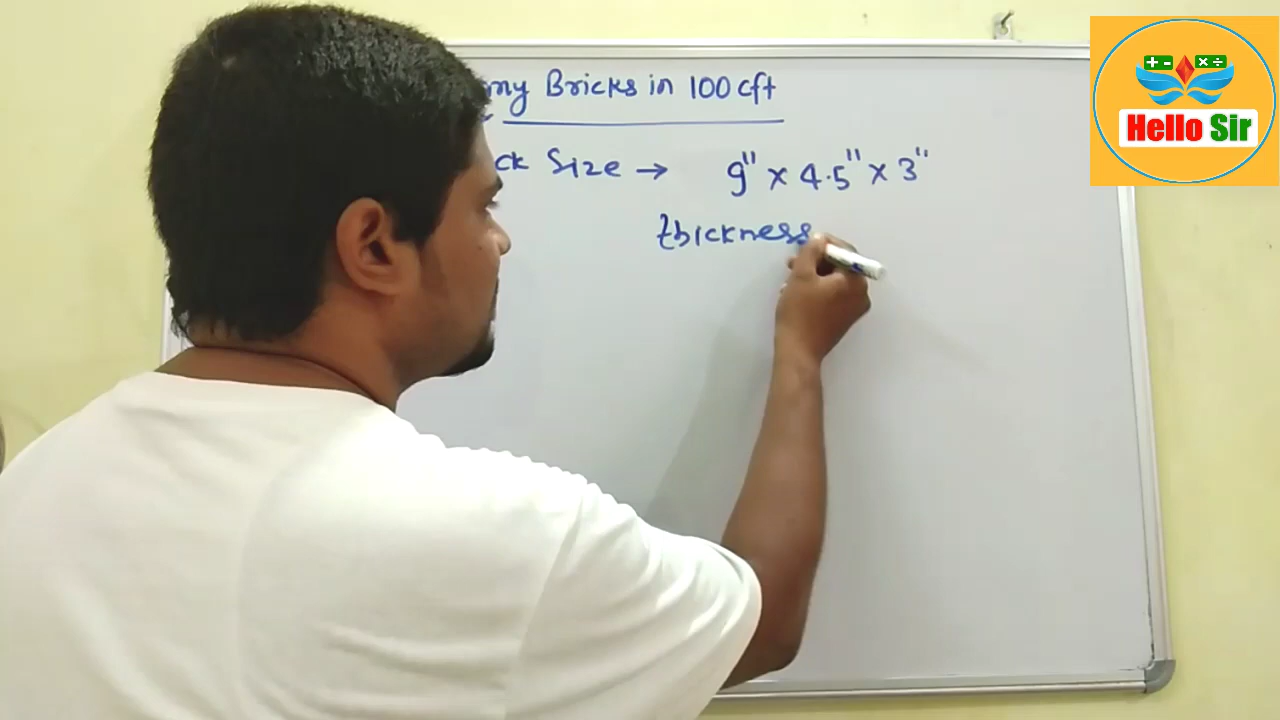 my Bricks in 100 cft
ck Size → 9" x 4.5" x 3"
thickness
+ - × ÷
Hello Sir